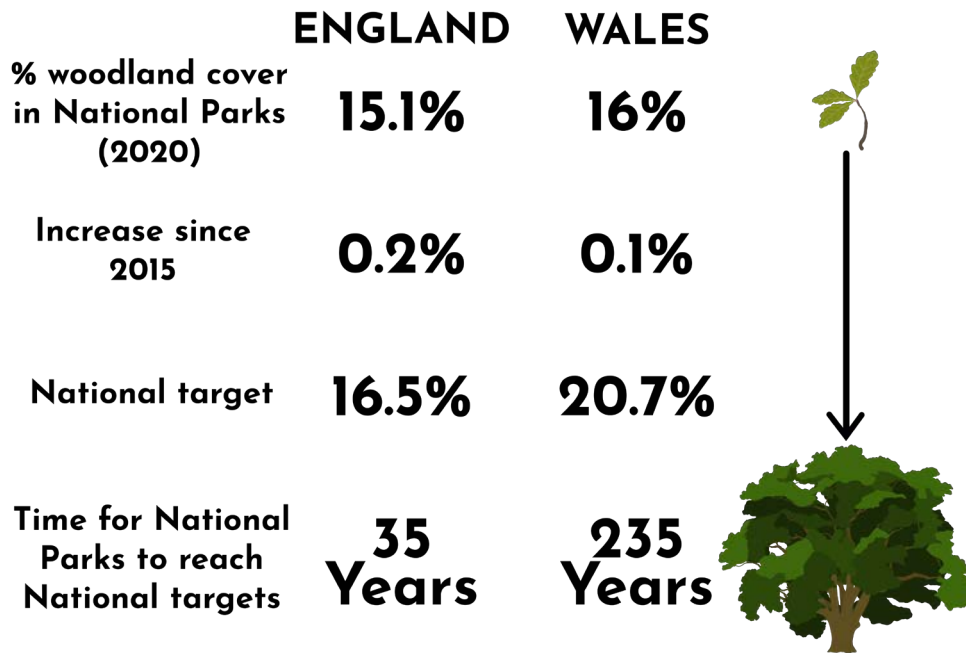 ENGLAND WALES
% woodland cover
in National Parks
(2020)
15.1% 16%
Increase since
2015
0.2% 0.1%
National target
16.5% 20.7%
Time for National
Parks to reach
National targets
35
Years
235
Years